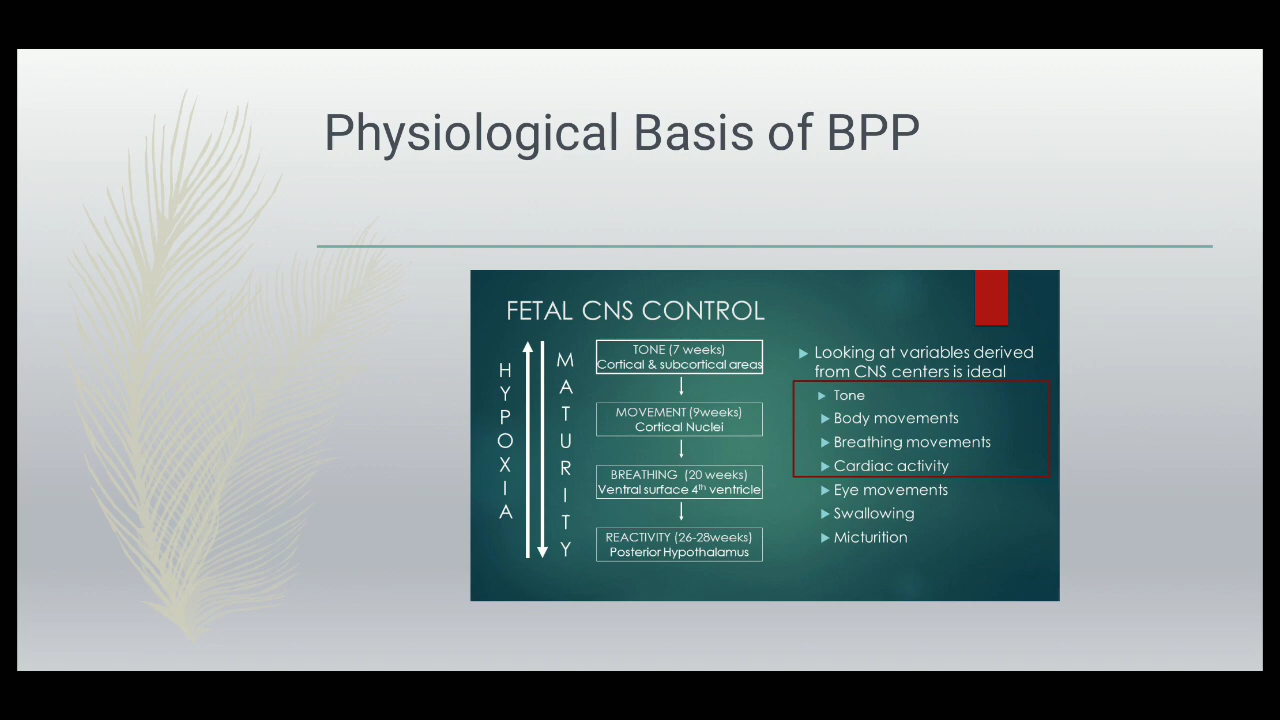 Physiological Basis of BPP
FETAL CNS CONTROL
HYPOXIA
MATURITY
TONE (7 weeks)
Cortical & subcortical areas
MOVEMENT (9weeks)
Cortical Nuclei
BREATHING (20 weeks)
Ventral surface 4th ventricle
REACTIVITY (26-28weeks)
Posterior Hypothalamus
Looking at variables derived
from CNS centers is ideal
Tone
Body movements
Breathing movements
Cardiac activity
Eye movements
Swallowing
Micturition